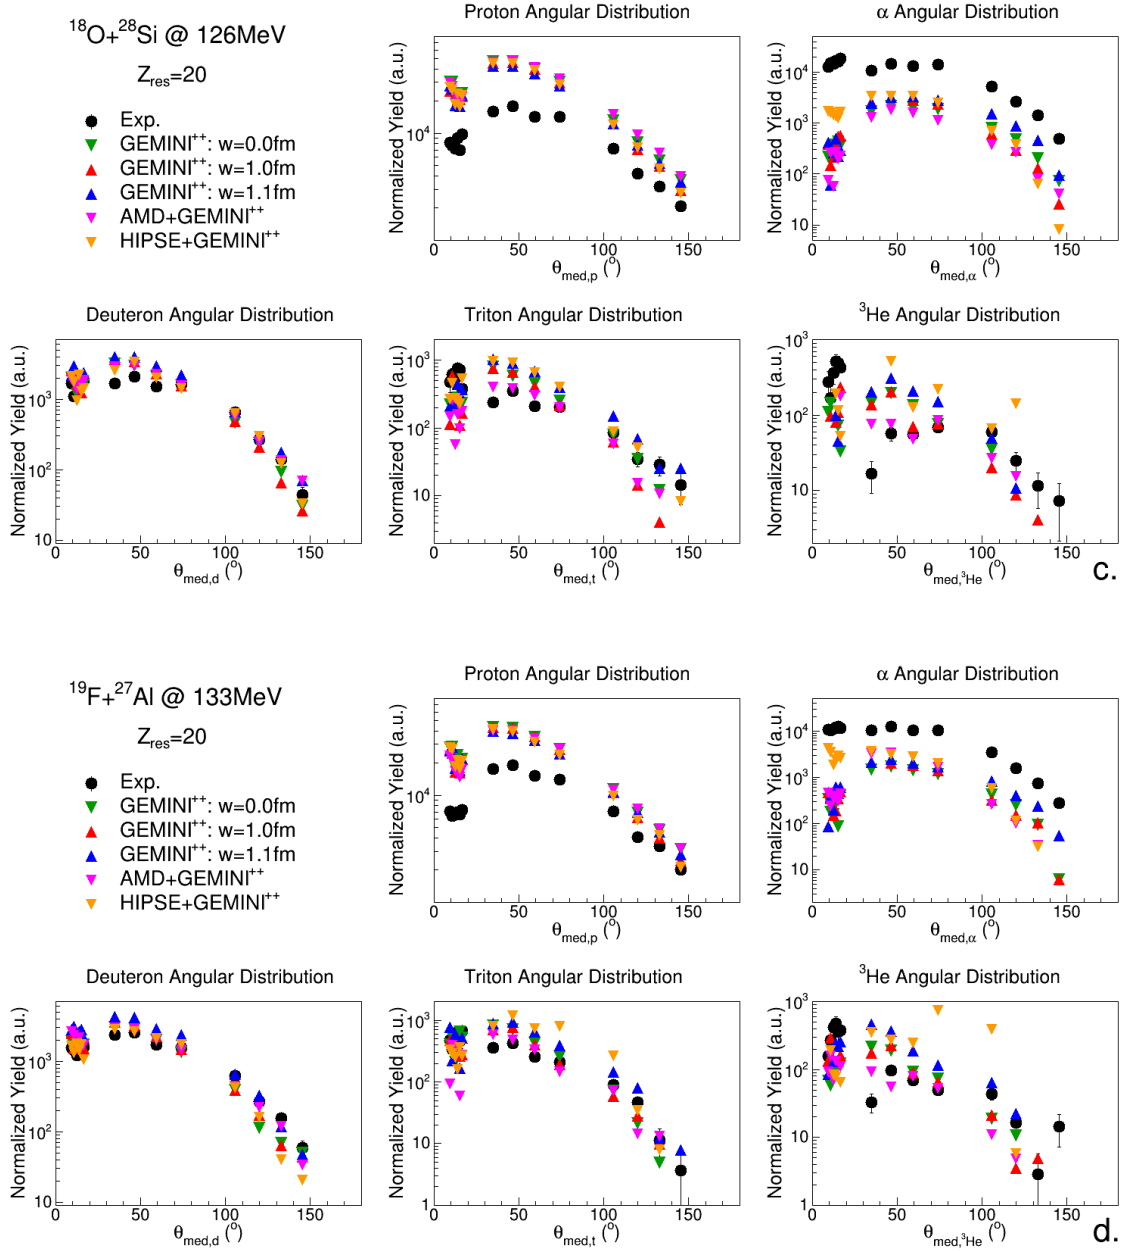 ¹⁸O+²⁸Si @ 126MeV
Z_res=20
Exp.
GEMINI⁺⁺: w=0.0fm
GEMINI⁺⁺: w=1.0fm
GEMINI⁺⁺: w=1.1fm
AMD+GEMINI⁺⁺
HIPSE+GEMINI⁺⁺
Proton Angular Distribution
Normalized Yield (a.u.)
10⁴
0 50 100 150
θ_med,p (°)
α Angular Distribution
Normalized Yield (a.u.)
10⁴
10³
10²
10
0 50 100 150
θ_med,α (°)
Deuteron Angular Distribution
Normalized Yield (a.u.)
10³
10²
10
0 50 100 150
θ_med,d (°)
Triton Angular Distribution
Normalized Yield (a.u.)
10³
10²
10
0 50 100 150
θ_med,t (°)
³He Angular Distribution
Normalized Yield (a.u.)
10³
10²
10
0 50 100 150
θ_med,³He (°)
c.
¹⁹F+²⁷Al @ 133MeV
Z_res=20
Exp.
GEMINI⁺⁺: w=0.0fm
GEMINI⁺⁺: w=1.0fm
GEMINI⁺⁺: w=1.1fm
AMD+GEMINI⁺⁺
HIPSE+GEMINI⁺⁺
Proton Angular Distribution
Normalized Yield (a.u.)
10⁴
0 50 100 150
θ_med,p (°)
α Angular Distribution
Normalized Yield (a.u.)
10⁴
10³
10²
10
0 50 100 150
θ_med,α (°)
Deuteron Angular Distribution
Normalized Yield (a.u.)
10³
10²
10
0 50 100 150
θ_med,d (°)
Triton Angular Distribution
Normalized Yield (a.u.)
10³
10²
10
1
0 50 100 150
θ_med,t (°)
³He Angular Distribution
Normalized Yield (a.u.)
10³
10²
10
1
0 50 100 150
θ_med,³He (°)
d.